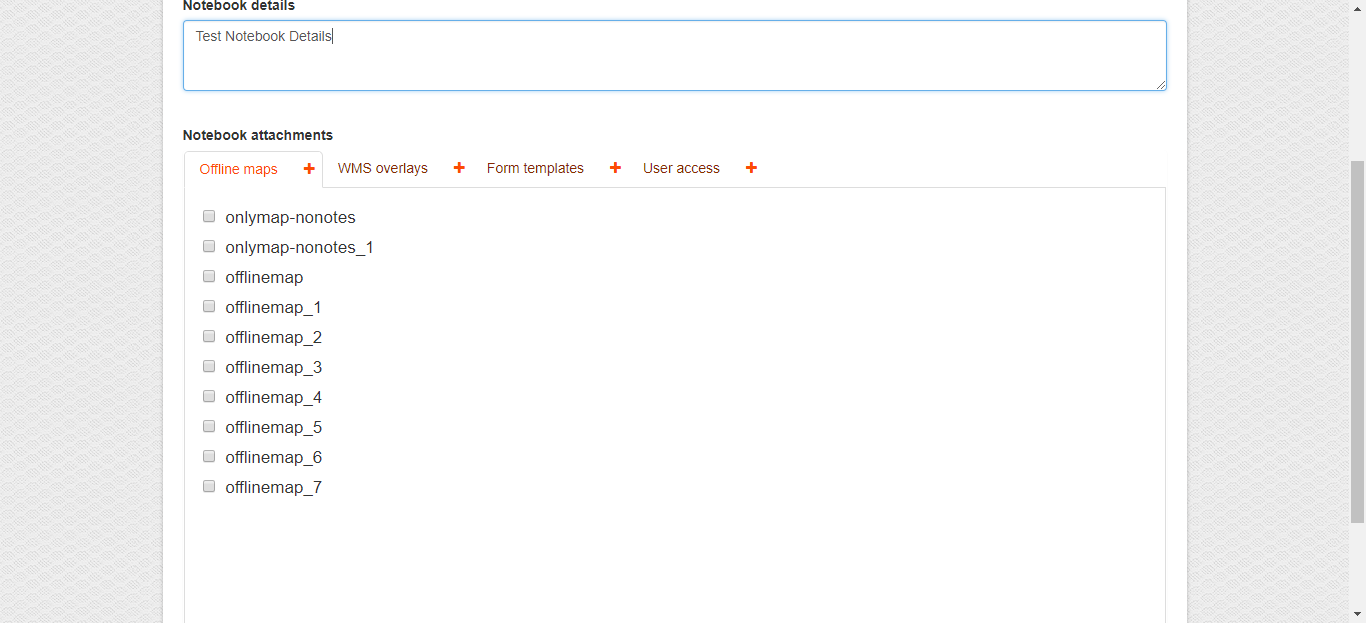 Notebook details
Test Notebook Details
Notebook attachments
Offline maps + WMS overlays + Form templates + User access +
onlymap-nonotes
onlymap-nonotes_1
offlinemap
offlinemap_1
offlinemap_2
offlinemap_3
offlinemap_4
offlinemap_5
offlinemap_6
offlinemap_7